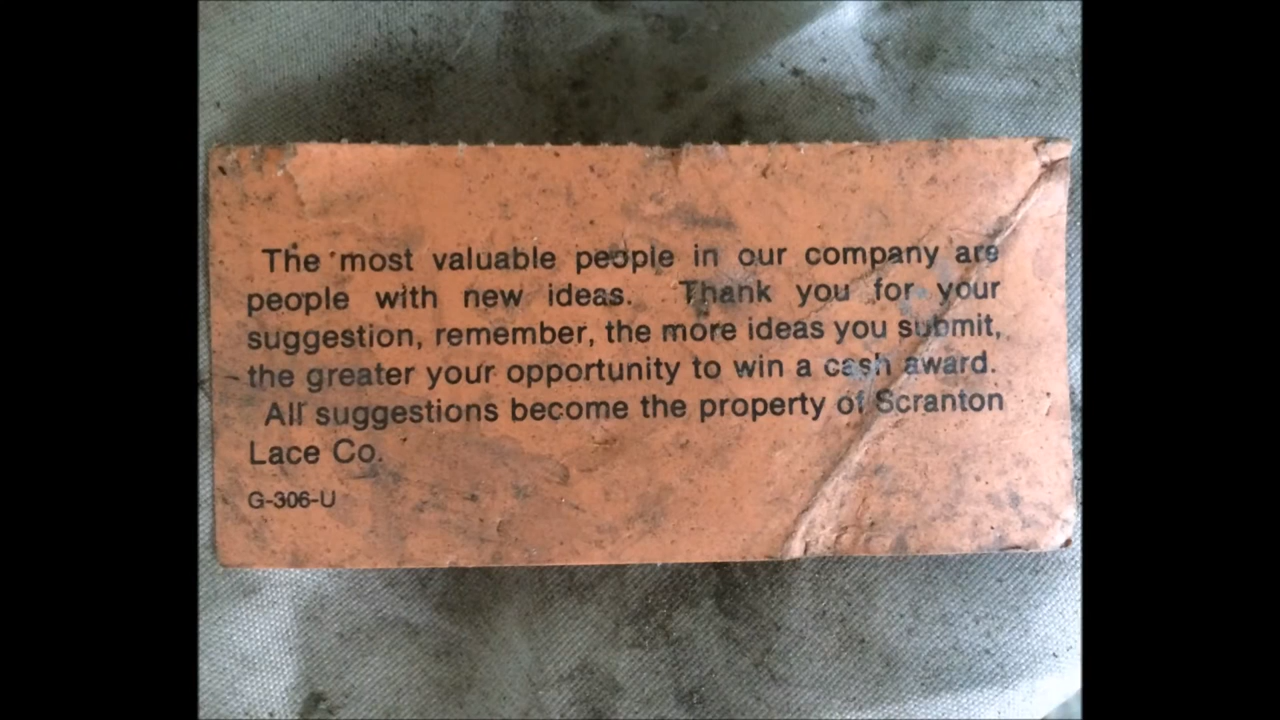 The most valuable people in our company are
people with new ideas. Thank you for your
suggestion, remember, the more ideas you submit,
the greater your opportunity to win a cash award.
All suggestions become the property of Scranton
Lace Co.
G-306-U